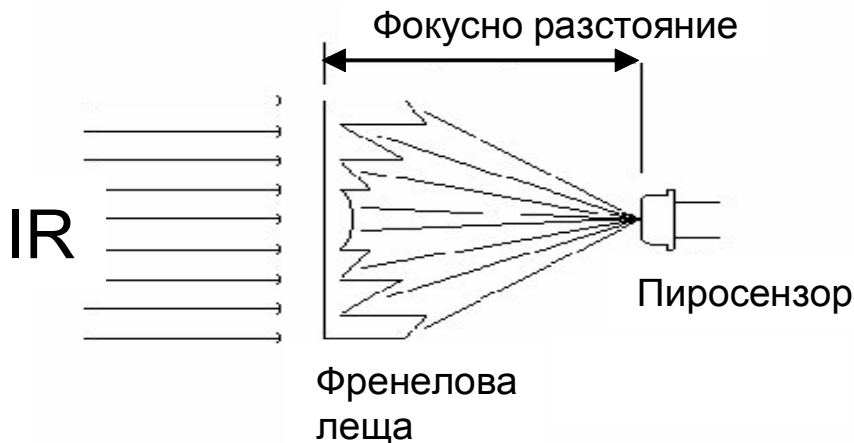 Фокусно разстояние
IR
Пиросензор
Френелова
леща